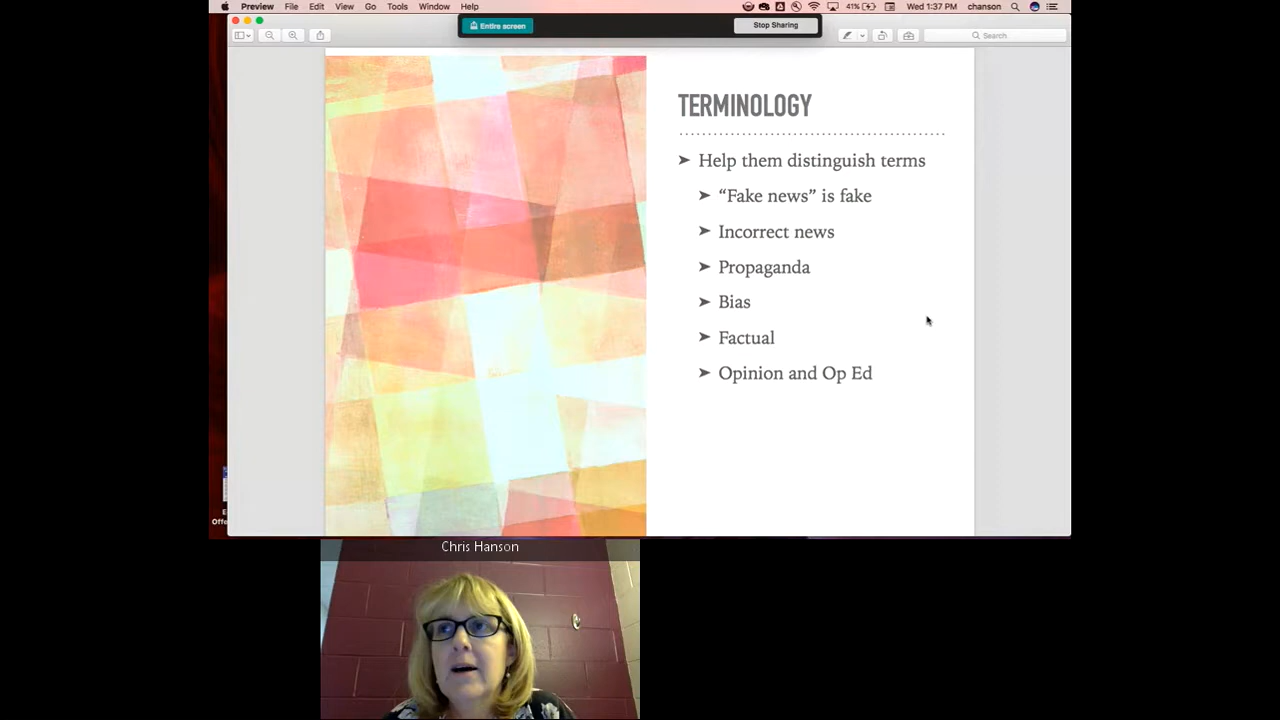 Preview File Edit View Go Tools Window Help 41% Wed 1:37 PM chanson
Entire screen Stop Sharing
Search
TERMINOLOGY
➤ Help them distinguish terms
➤ “Fake news” is fake
➤ Incorrect news
➤ Propaganda
➤ Bias
➤ Factual
➤ Opinion and Op Ed
E
Offe
Chris Hanson